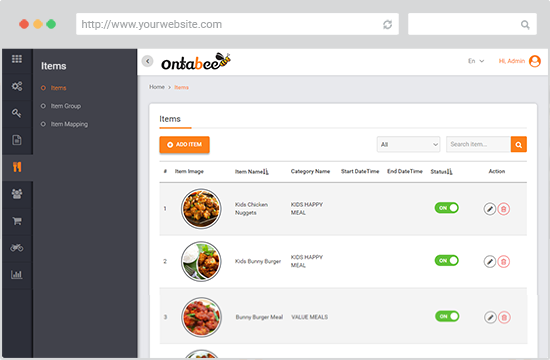 http://www.yourwebsite.com
Items
Items
Item Group
Item Mapping
ontabee
En
Hi, Admin
Home > Items
Items
ADD ITEM
All
Search item...
# Item Image Item Name Category Name Start DateTime End DateTime Status Action
1 Kids Chicken Nuggets KIDS HAPPY MEAL ON
2 Kids Bunny Burger KIDS HAPPY MEAL ON
3 Bunny Burger Meal VALUE MEALS ON